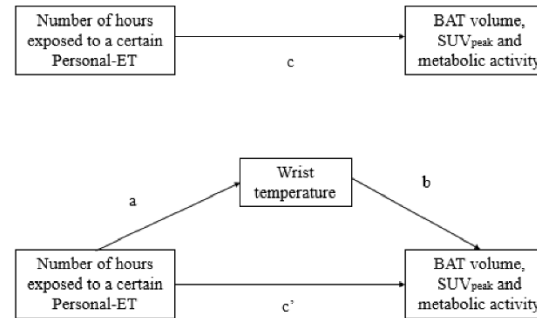 Number of hours
exposed to a certain
Personal-ET
BAT volume,
SUVpeak and
metabolic activity
c
Wrist
temperature
a
b
Number of hours
exposed to a certain
Personal-ET
BAT volume,
SUVpeak and
metabolic activity
c'